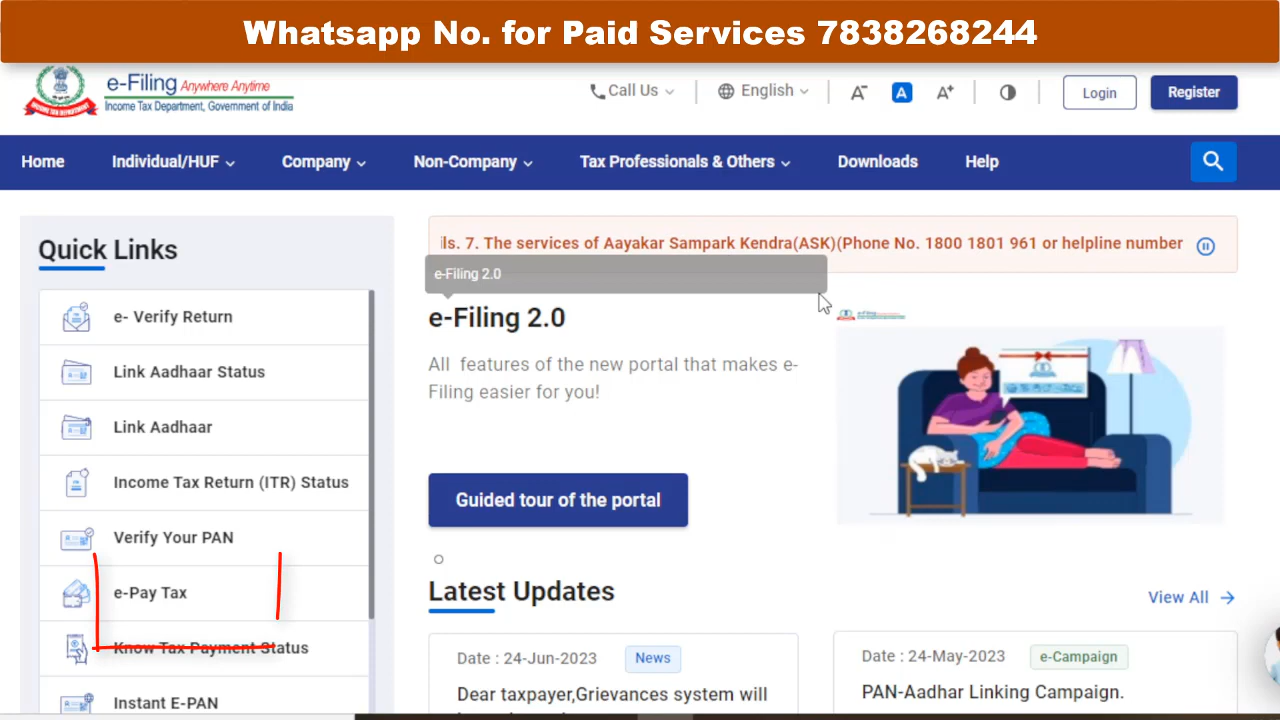 Whatsapp No. for Paid Services 7838268244
e-Filing Anywhere Anytime
Income Tax Department, Government of India
Call Us
English
A-
A
A+
Login
Register
Home
Individual/HUF
Company
Non-Company
Tax Professionals & Others
Downloads
Help
Quick Links
e- Verify Return
Link Aadhaar Status
Link Aadhaar
Income Tax Return (ITR) Status
Verify Your PAN
e-Pay Tax
Know Tax Payment Status
Instant E-PAN
ls. 7. The services of Aayakar Sampark Kendra(ASK)(Phone No. 1800 1801 961 or helpline number
e-Filing 2.0
e-Filing 2.0
All features of the new portal that makes e-
Filing easier for you!
Guided tour of the portal
Latest Updates
View All
Date : 24-Jun-2023
News
Dear taxpayer,Grievances system will
Date : 24-May-2023
e-Campaign
PAN-Aadhar Linking Campaign.